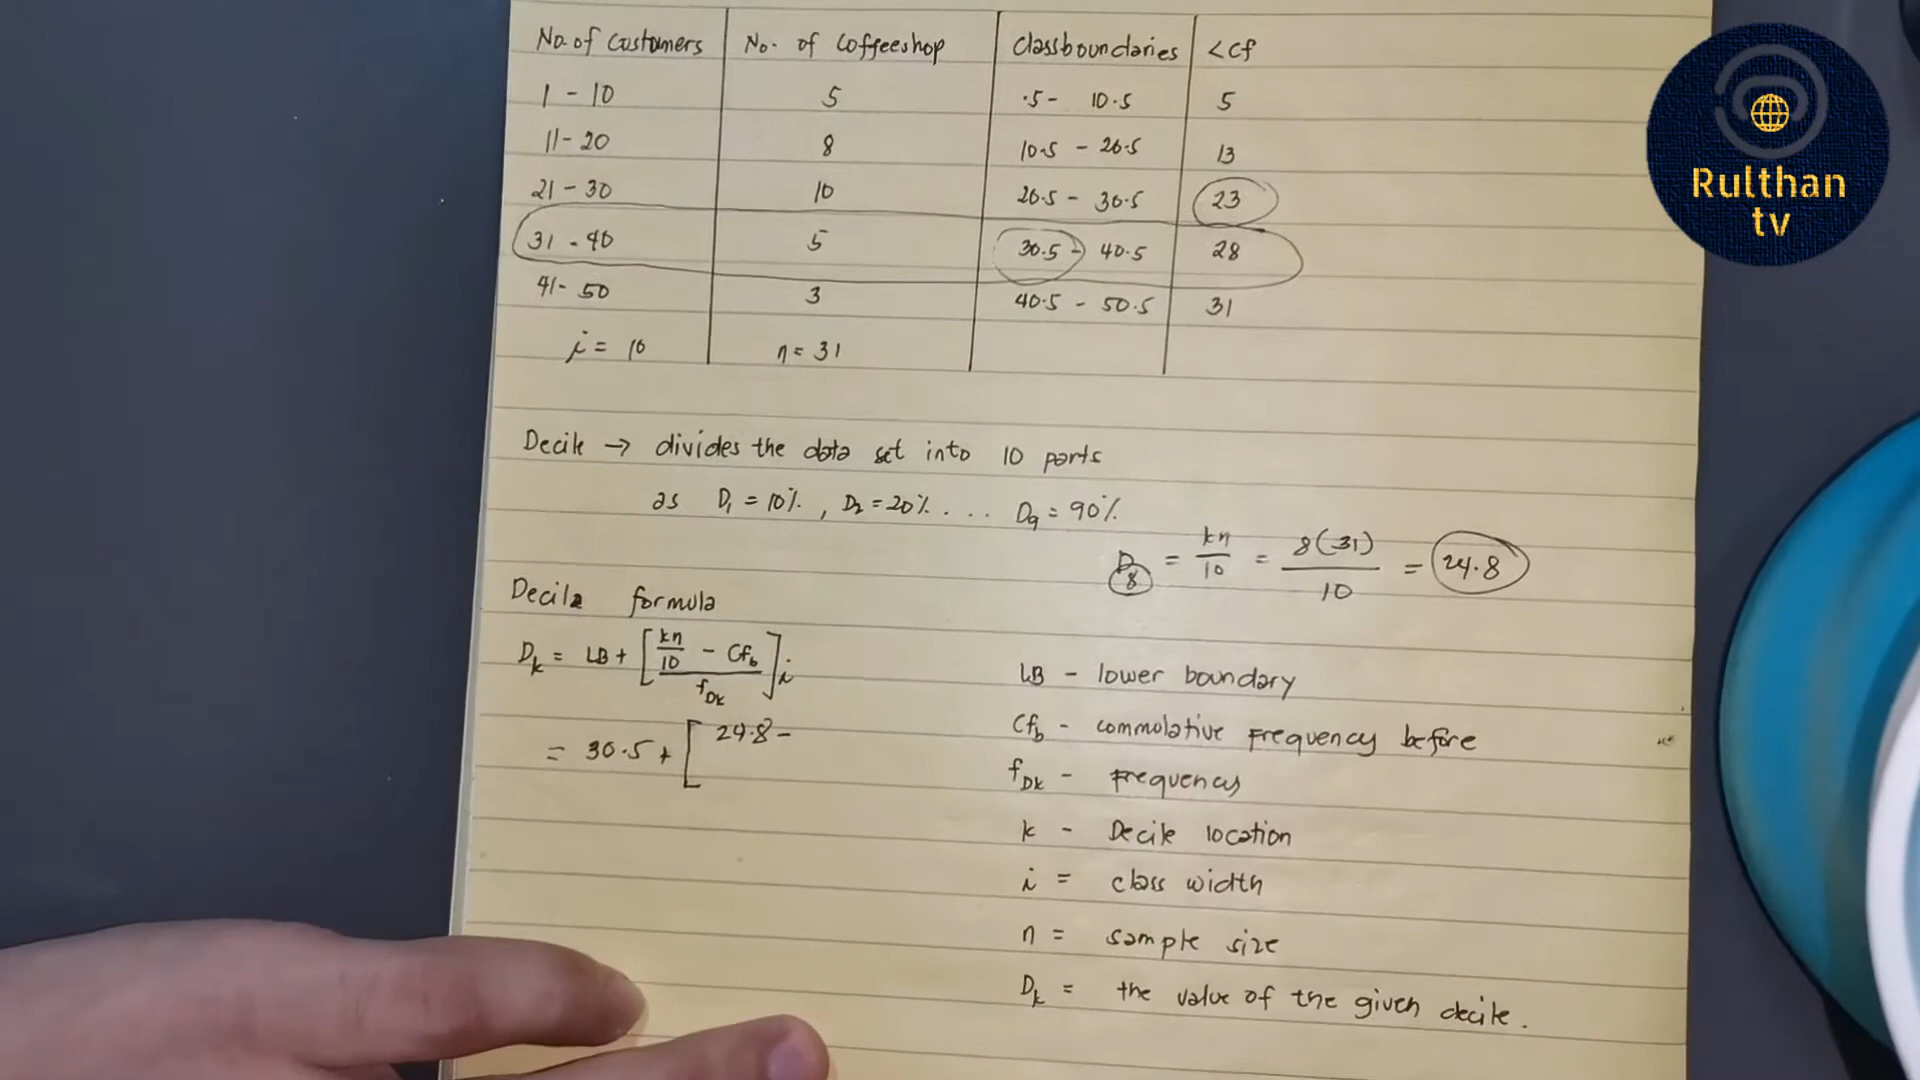 No. of Customers No. of Coffeeshop Classboundaries <Cf
1 - 10 5 .5 - 10.5 5
11 - 20 8 10.5 - 20.5 13
21 - 30 10 20.5 - 30.5 23
31 - 40 5 30.5 - 40.5 28
41 - 50 3 40.5 - 50.5 31
i = 10 n = 31
Rulthan
tv
Decile → divides the data set into 10 parts
as D1 = 10%, D2 = 20% . . . . D9 = 90%
D8 = kn/10 = 8(31)/10 = 24.8
Decile formula
Dk = LB + [kn/10 - Cfb / fDk] i
= 30.5 + [ 24.8 -
LB - lower boundary
Cfb - commolative frequency before
fDk - frequency
k - Decile location
i = class width
n = sample size
Dk = the value of the given decile.